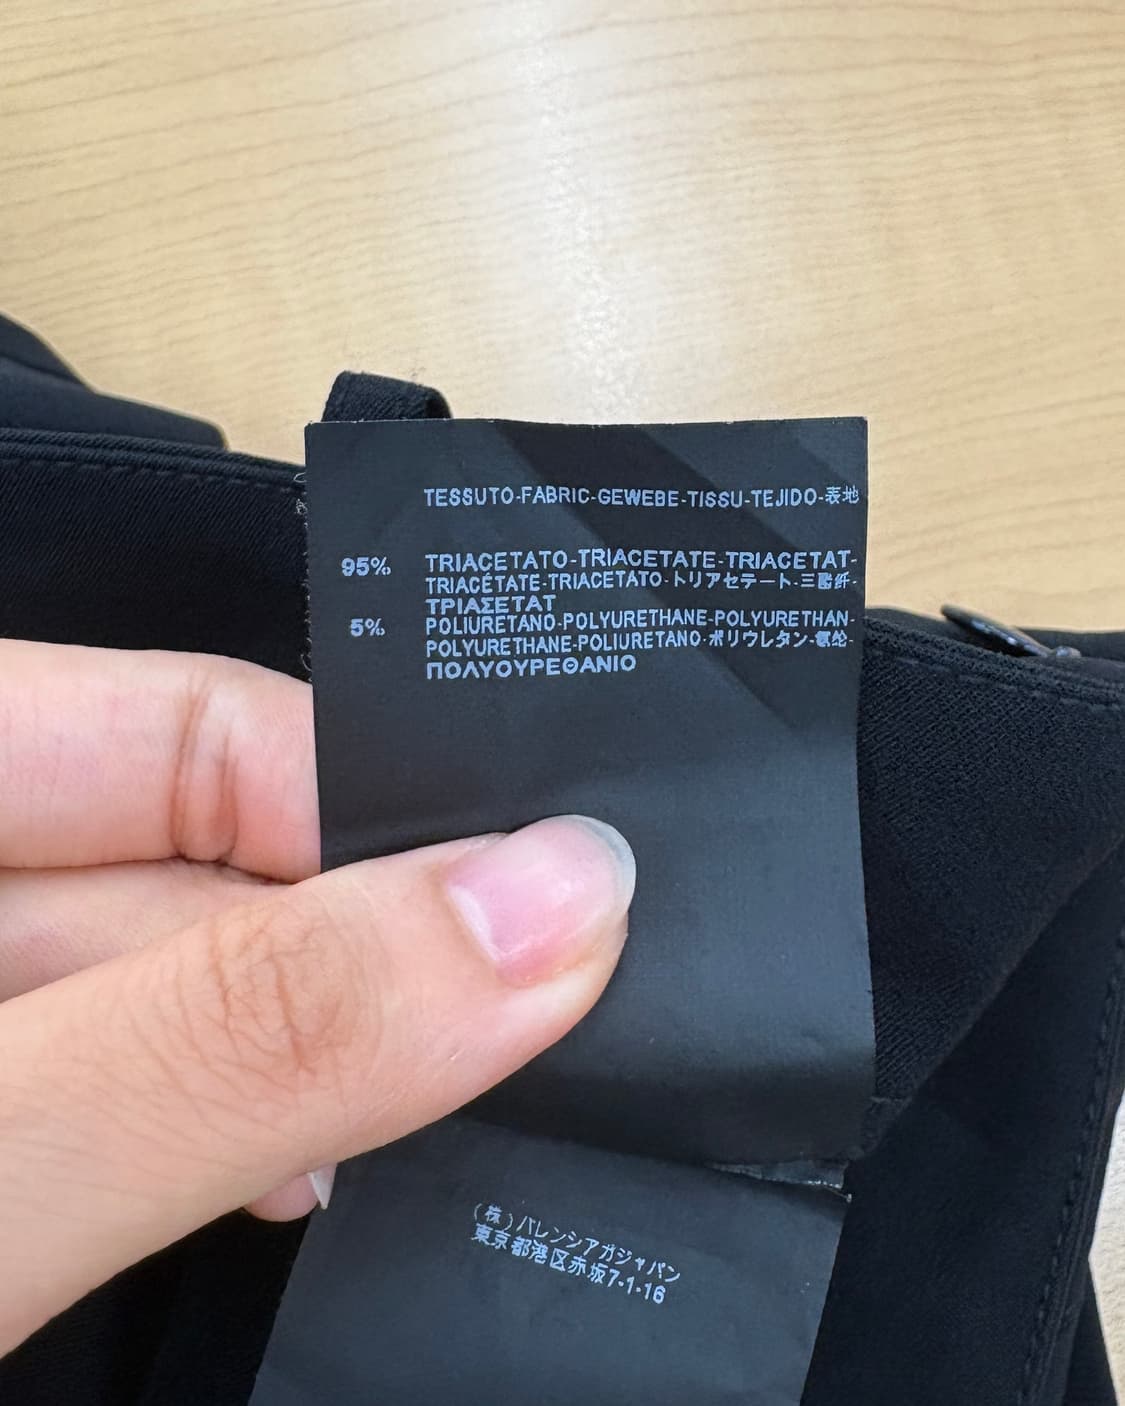 TESSUTO-FABRIC-GEWEBE-TISSU-TEJIDO-表地
95% TRIACETATO-TRIACETATE-TRIACETAT-
TRIACÉTATE-TRIACETATO-トリアセテート-三醋纤-
ΤΡΙΑΣΕΤΑΤ
5% POLIURETANO-POLYURETHANE-POLYURETHAN-
POLYURETHANE-POLIURETANO-ポリウレタン-氨纶-
ΠΟΛΥΟΥΡΕΘΑΝΙΟ
(株)バレンシアガジャパン
東京都港区赤坂7-1-16